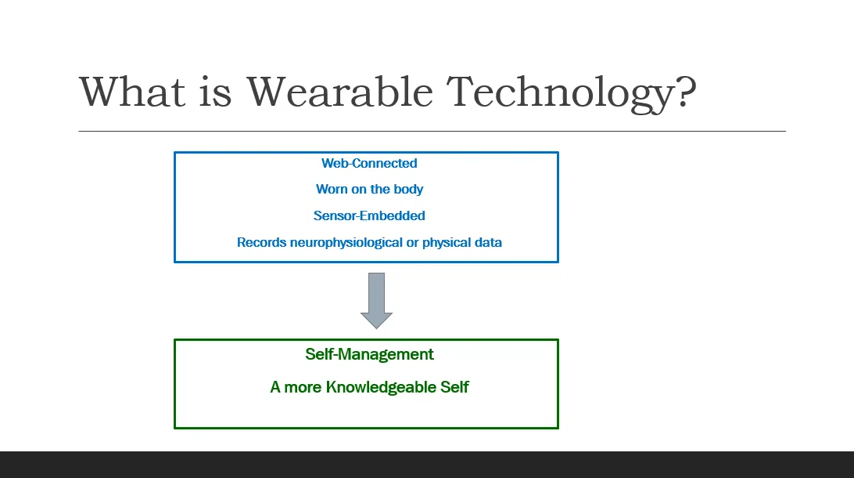 What is Wearable Technology?
Web-Connected
Worn on the body
Sensor-Embedded
Records neurophysiological or physical data
Self-Management
A more Knowledgeable Self